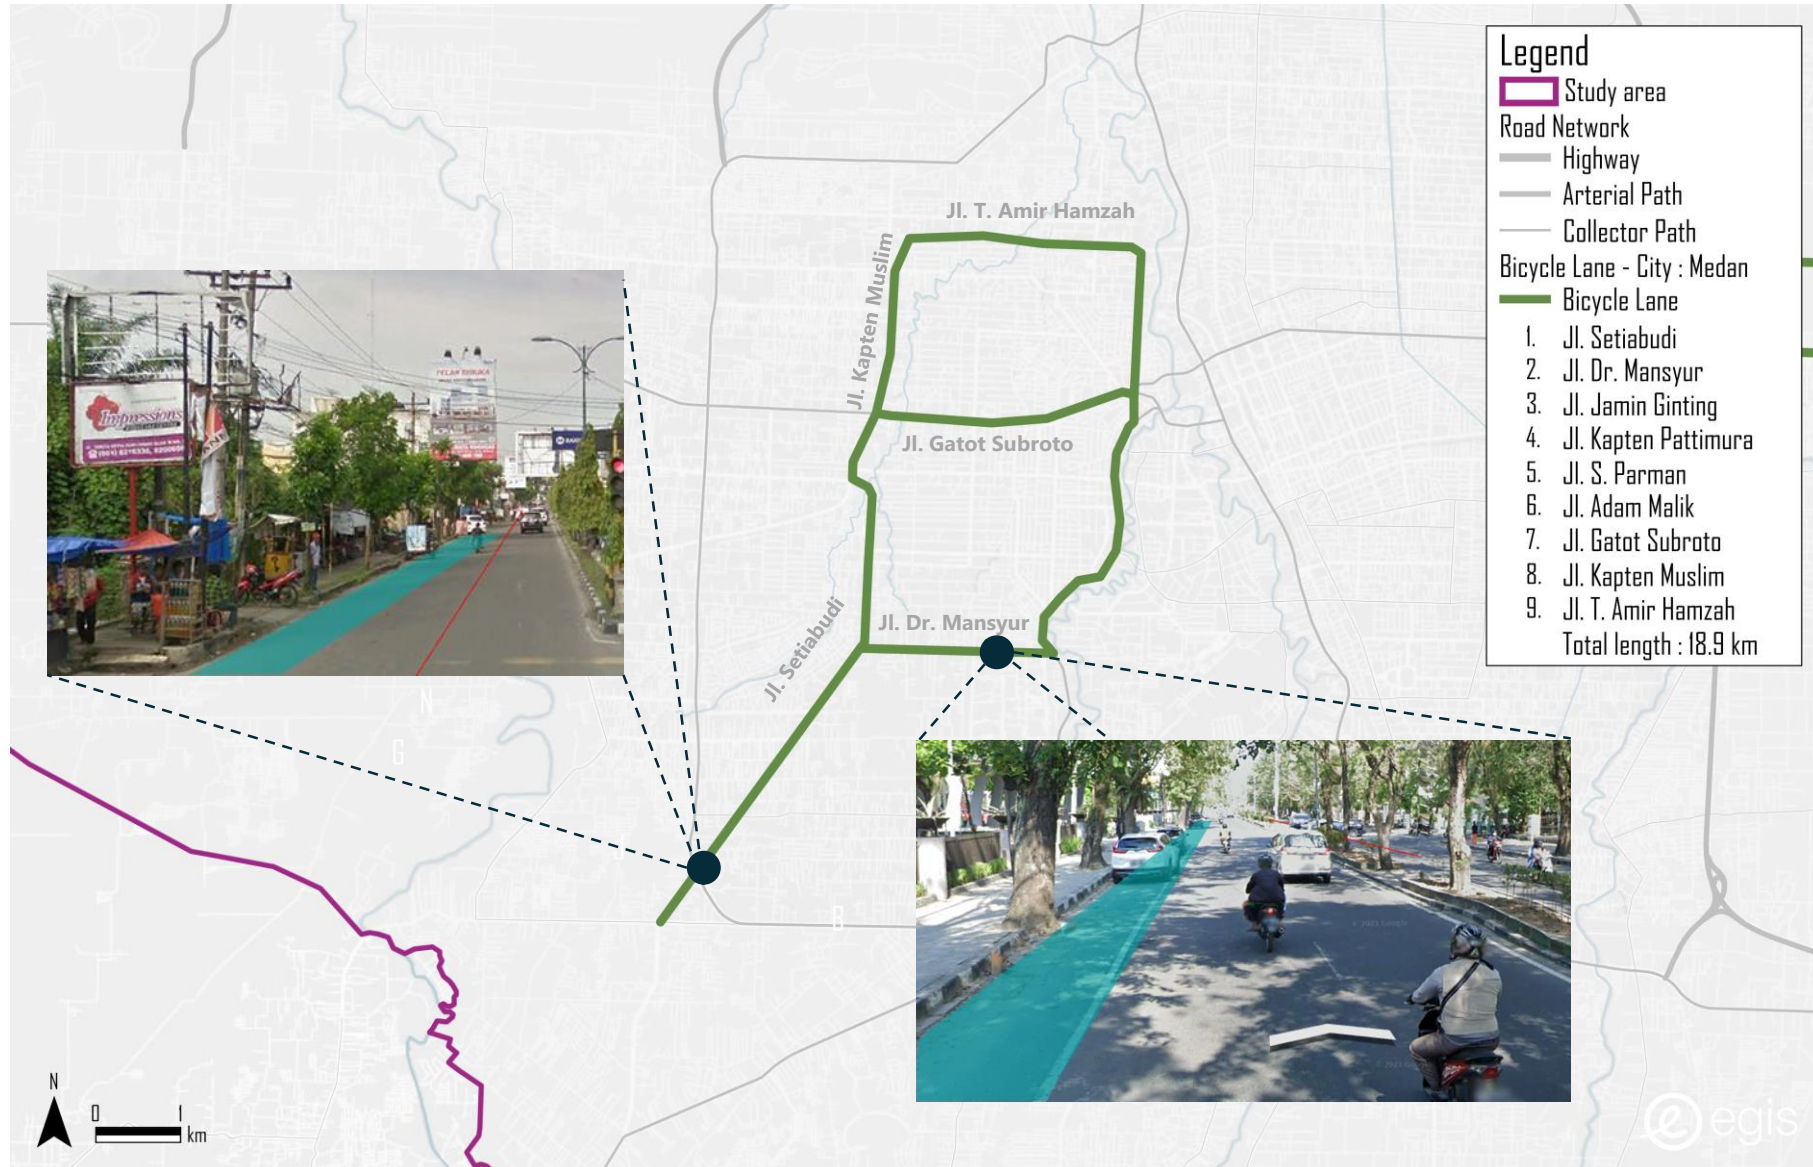 Legend
Study area
Road Network
Highway
Arterial Path
Collector Path
Bicycle Lane - City : Medan
Bicycle Lane
1. Jl. Setiabudi
2. Jl. Dr. Mansyur
3. Jl. Jamin Ginting
4. Jl. Kapten Pattimura
5. Jl. S. Parman
6. Jl. Adam Malik
7. Jl. Gatot Subroto
8. Jl. Kapten Muslim
9. Jl. T. Amir Hamzah
Total length : 18.9 km
Jl. T. Amir Hamzah
Jl. Kapten Muslim
Jl. Gatot Subroto
Jl. Dr. Mansyur
Jl. Setiabudi
Impressions
N
G
B
N
0 1
km
egis